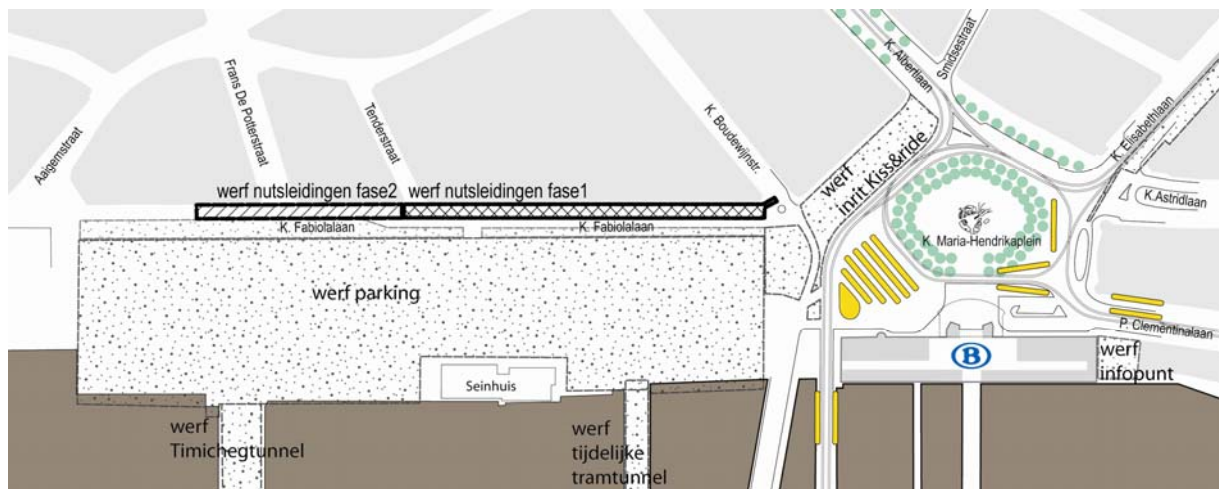 K. Albertlaan
Smidsestraat
Frans De Potterstraat
Tenderstraat
K. Boudewijnstr.
K. Elisabethlaan
Aaigemstraat
werf
Inrit Kiss&ride
werf nutsleidingen fase2
werf nutsleidingen fase1
K.Astridlaan
K. Fabiolalaan
K. Fabiolalaan
K. Maria-Hendrikaplein
werf parking
P. Clementinalaan
B
werf
infopunt
Seinhuis
werf
Timichegtunnel
werf
tijdelijke
tramtunnel